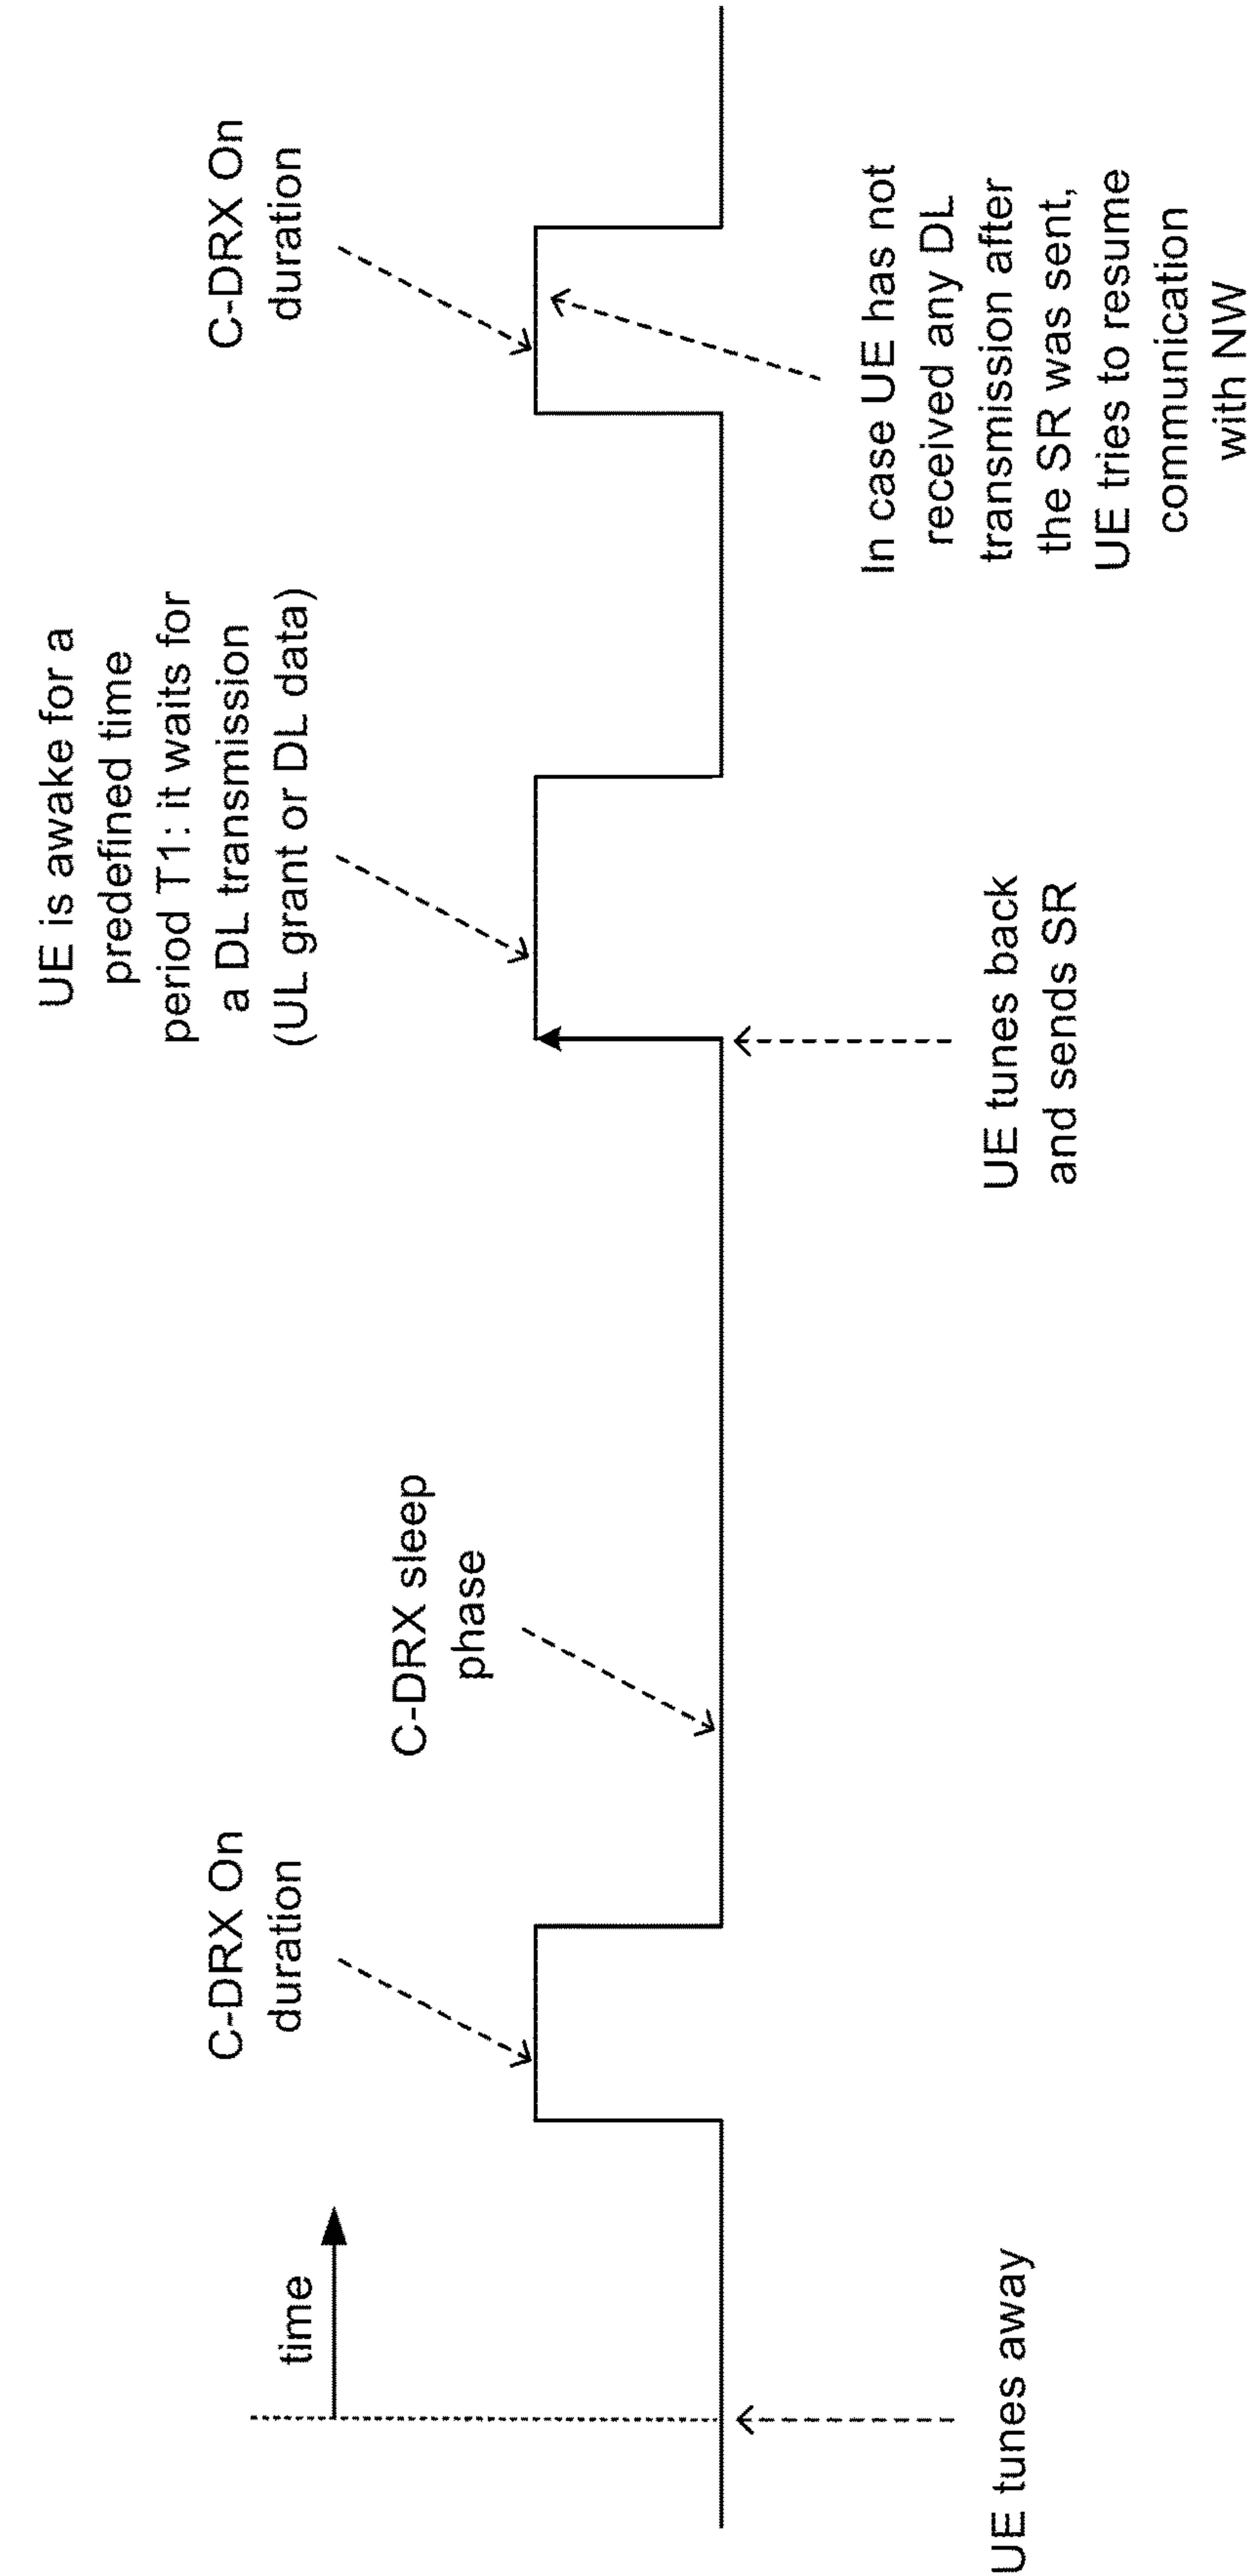 time
UE tunes away
C-DRX On
duration
C-DRX sleep
phase
UE tunes back
and sends SR
UE is awake for a
predefined time
period T1: it waits for
a DL transmission
(UL grant or DL data)
C-DRX On
duration
In case UE has not
received any DL
transmission after
the SR was sent,
UE tries to resume
communication
with NW